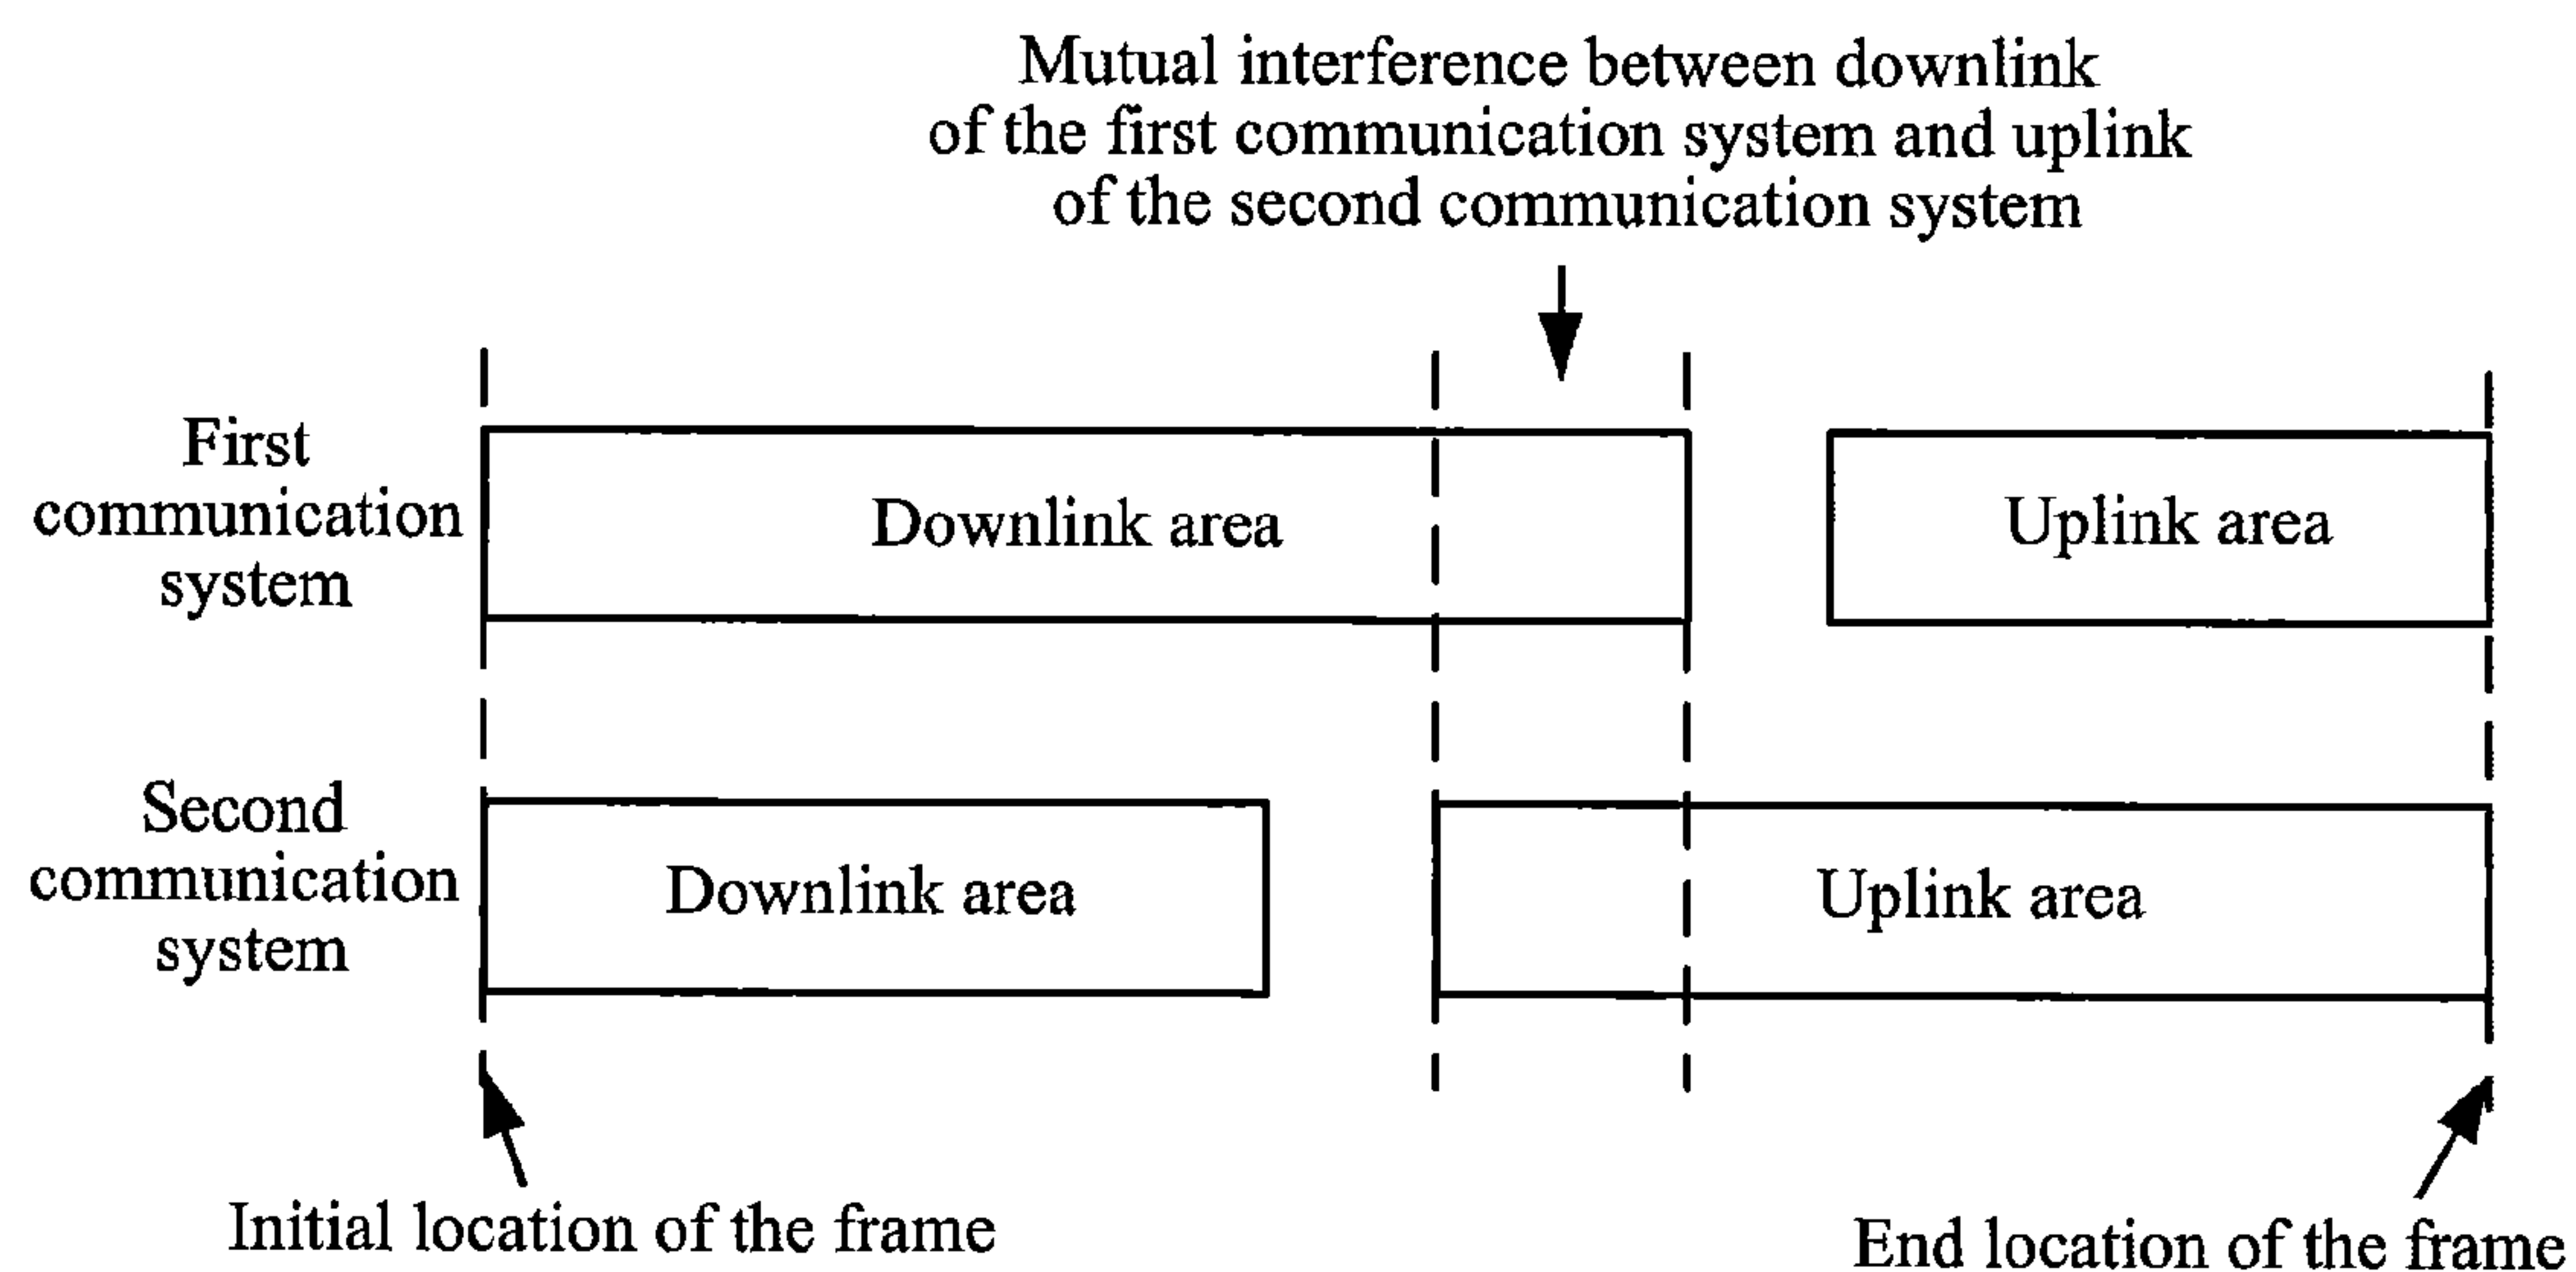 Mutual interference between downlink
of the first communication system and uplink
of the second communication system
First
communication
system
Downlink area
Uplink area
Second
communication
system
Downlink area
Uplink area
Initial location of the frame
End location of the frame